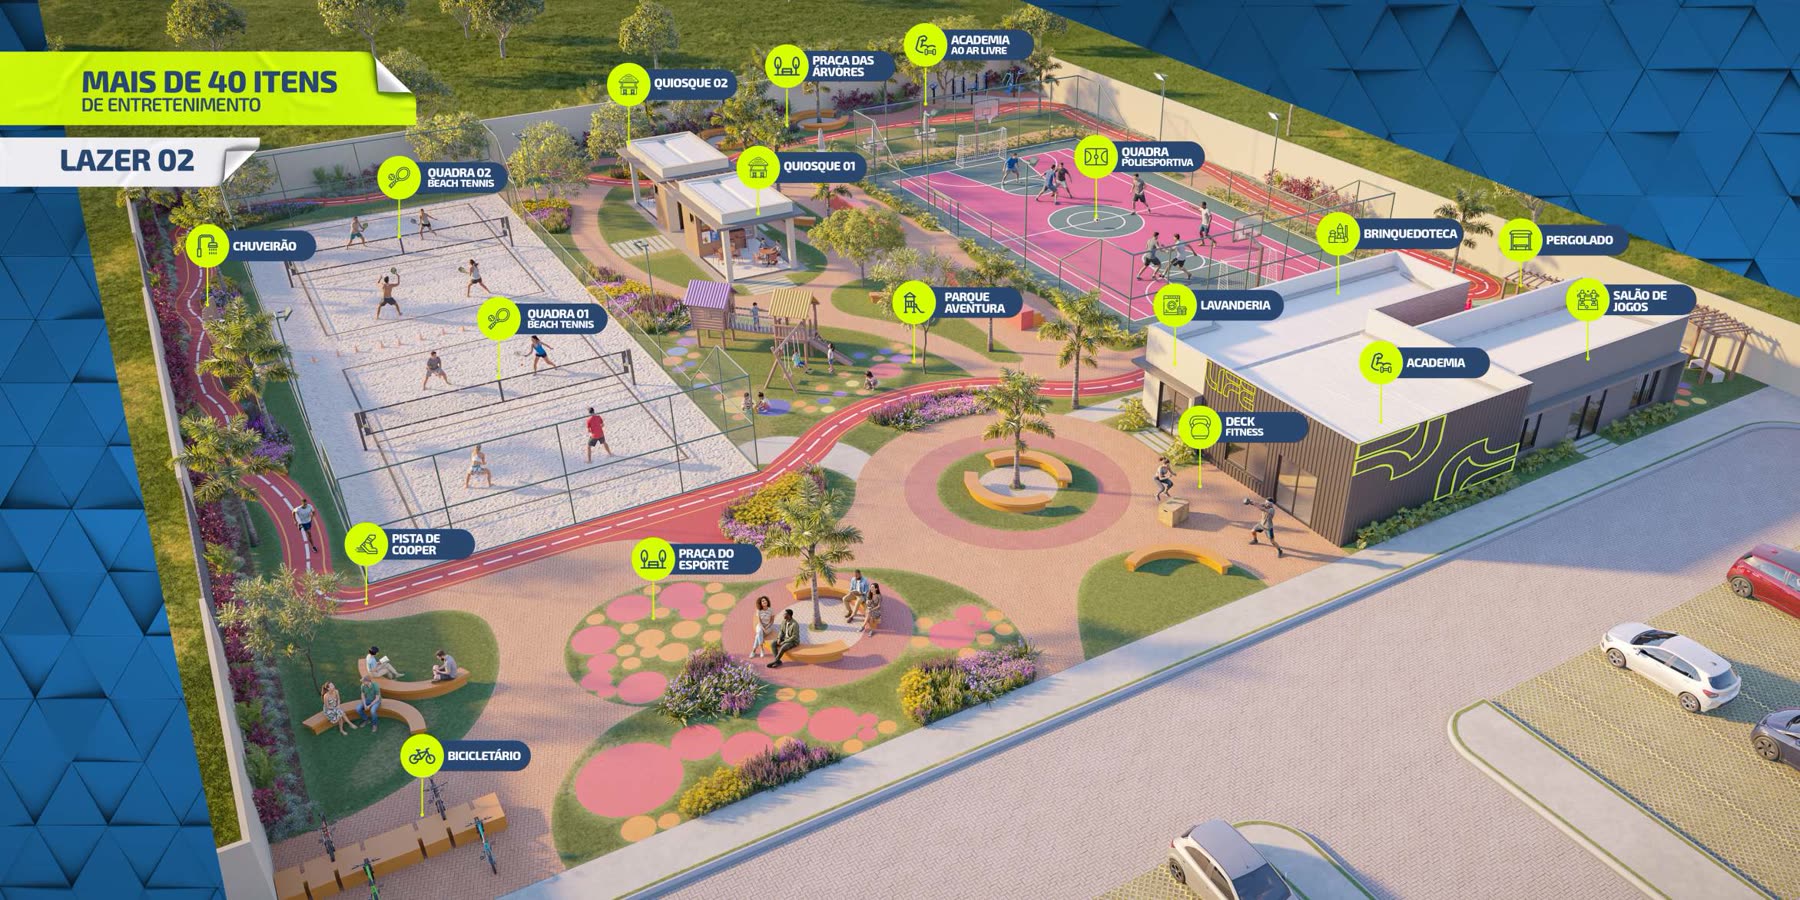 MAIS DE 40 ITENS
DE ENTRETENIMENTO
LAZER 02
ACADEMIA
AO AR LIVRE
PRAÇA DAS
ÁRVORES
QUIOSQUE 02
QUADRA
POLIESPORTIVA
QUIOSQUE 01
QUADRA 02
BEACH TENNIS
CHUVEIRÃO
BRINQUEDOTECA
PERGOLADO
PARQUE
AVENTURA
LAVANDERIA
SALÃO DE
JOGOS
QUADRA 01
BEACH TENNIS
ACADEMIA
DECK
FITNESS
PISTA DE
COOPER
PRAÇA DO
ESPORTE
BICICLETÁRIO